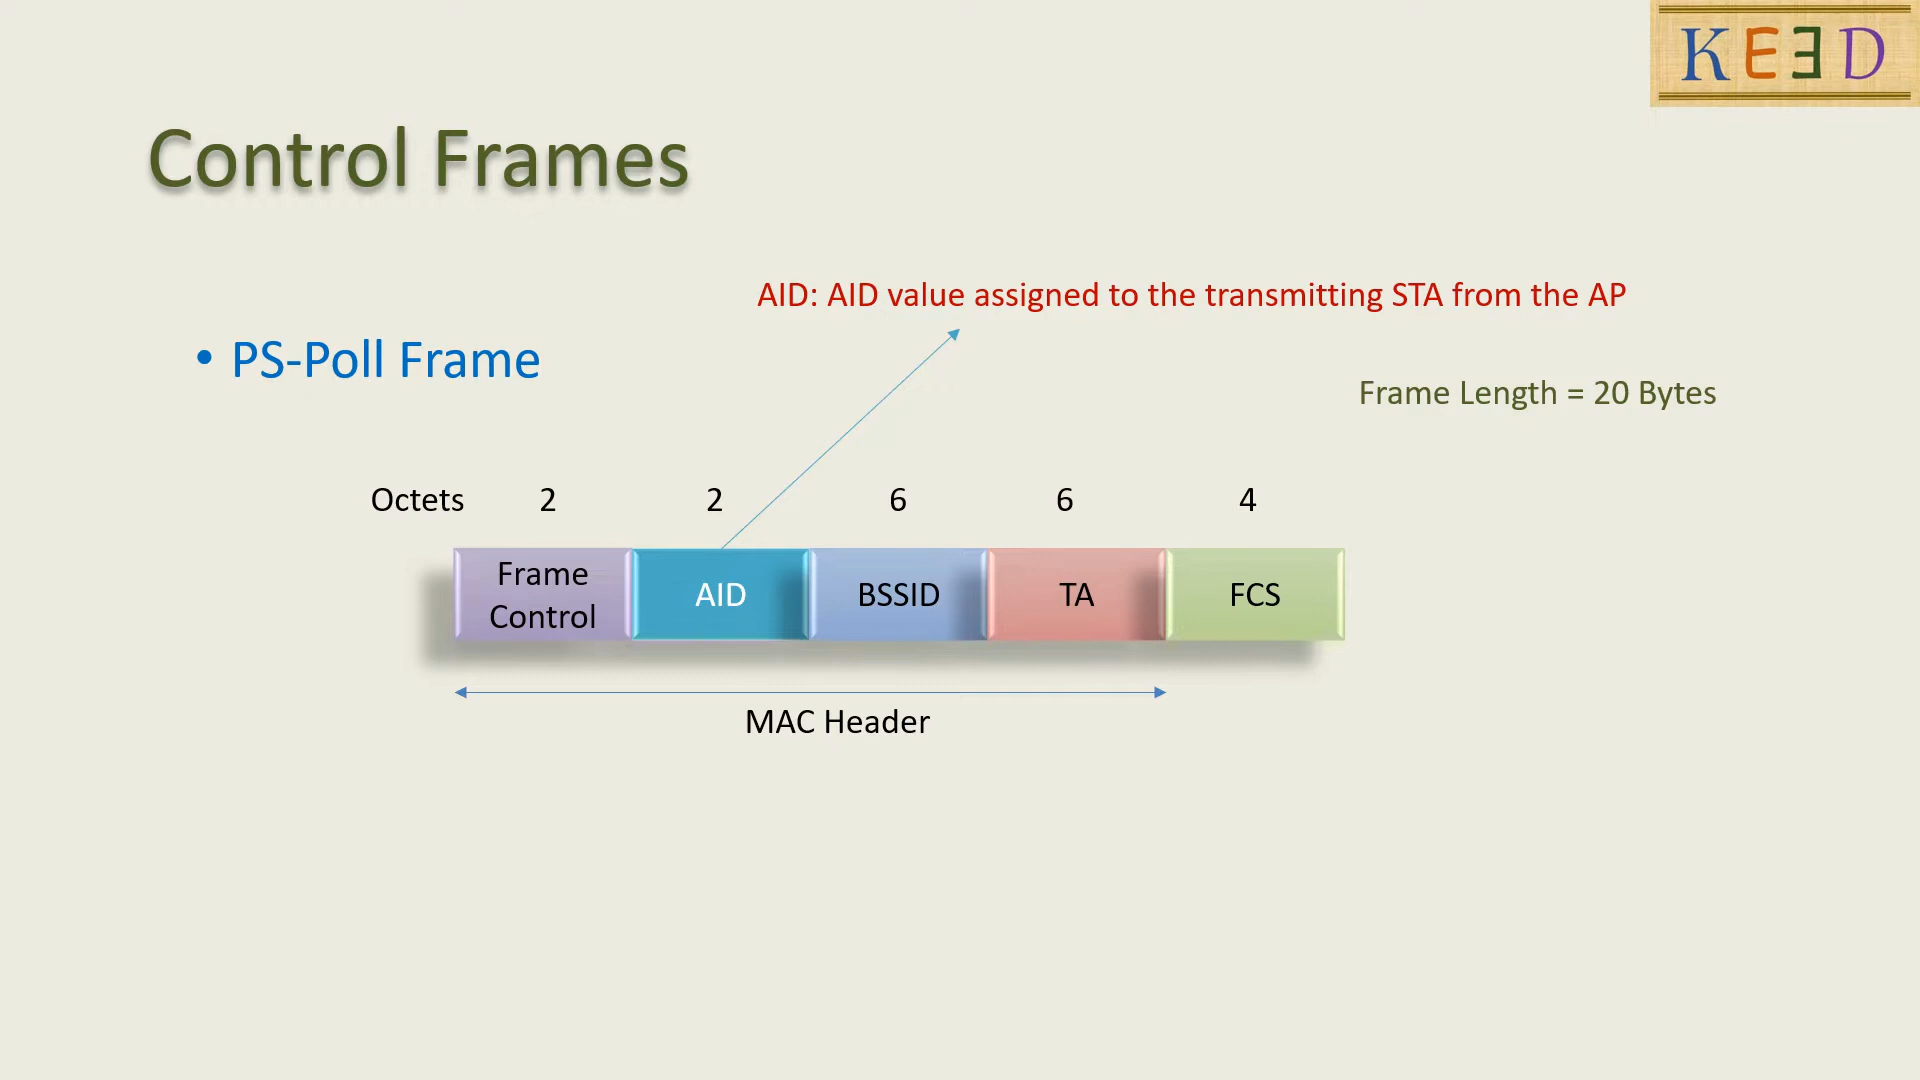 KEƎD
Control Frames
AID: AID value assigned to the transmitting STA from the AP
• PS-Poll Frame
Frame Length = 20 Bytes
Octets 2 2 6 6 4
Frame Control AID BSSID TA FCS
MAC Header